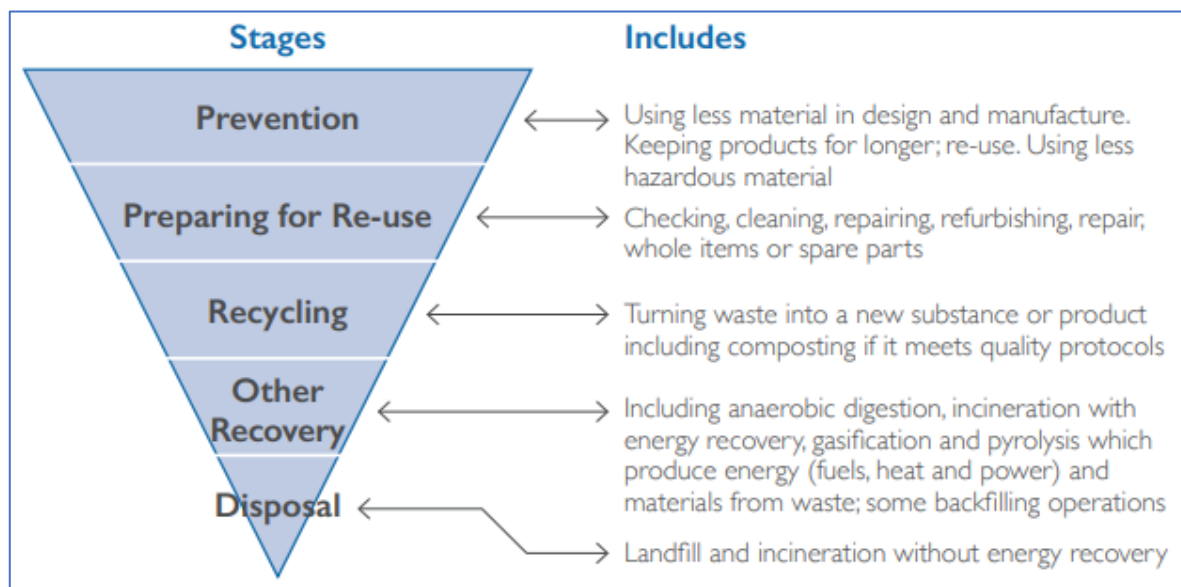 Stages
Includes
Prevention
Using less material in design and manufacture.
Keeping products for longer; re-use. Using less
hazardous material
Preparing for Re-use
Checking, cleaning, repairing, refurbishing, repair,
whole items or spare parts
Recycling
Turning waste into a new substance or product
including composting if it meets quality protocols
Other
Recovery
Including anaerobic digestion, incineration with
energy recovery, gasification and pyrolysis which
produce energy (fuels, heat and power) and
materials from waste; some backfilling operations
Disposal
Landfill and incineration without energy recovery